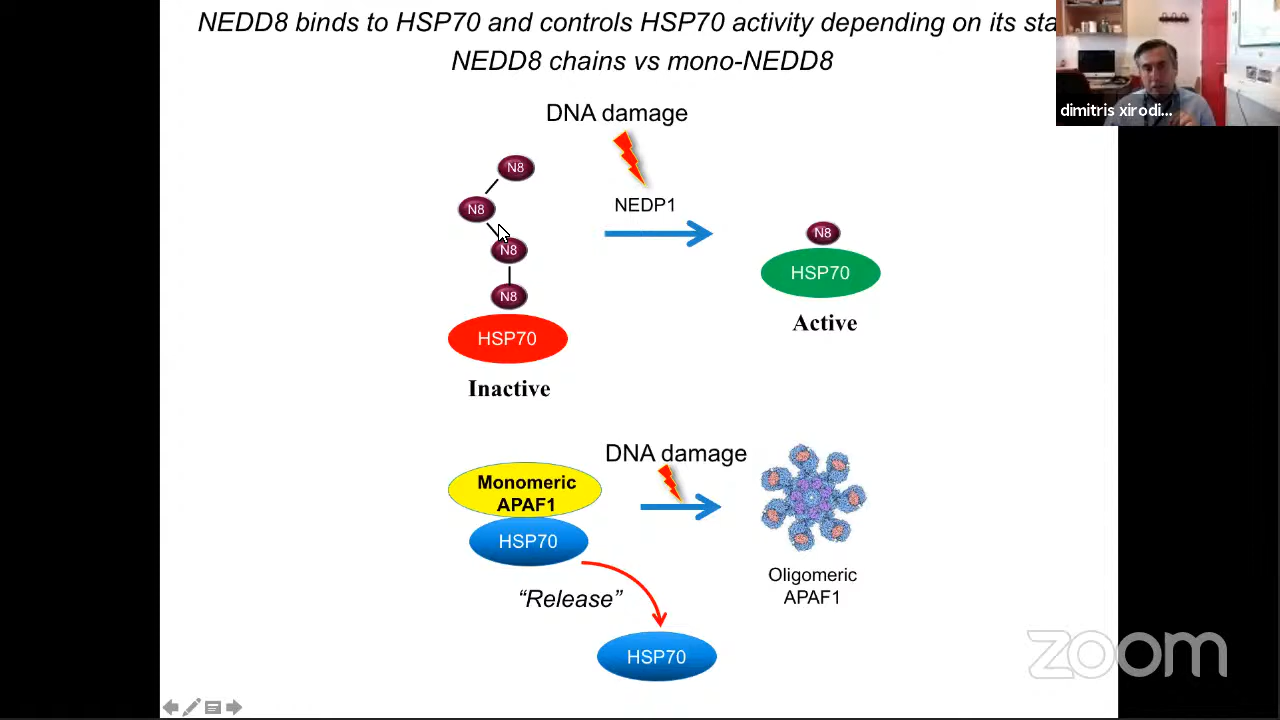 NEDD8 binds to HSP70 and controls HSP70 activity depending on its sta
NEDD8 chains vs mono-NEDD8
dimitris xirodi...
DNA damage
N8
NEDP1
N8
N8
N8
N8
HSP70
HSP70
Active
Inactive
DNA damage
Monomeric
APAF1
HSP70
Oligomeric
APAF1
“Release”
HSP70
zoom